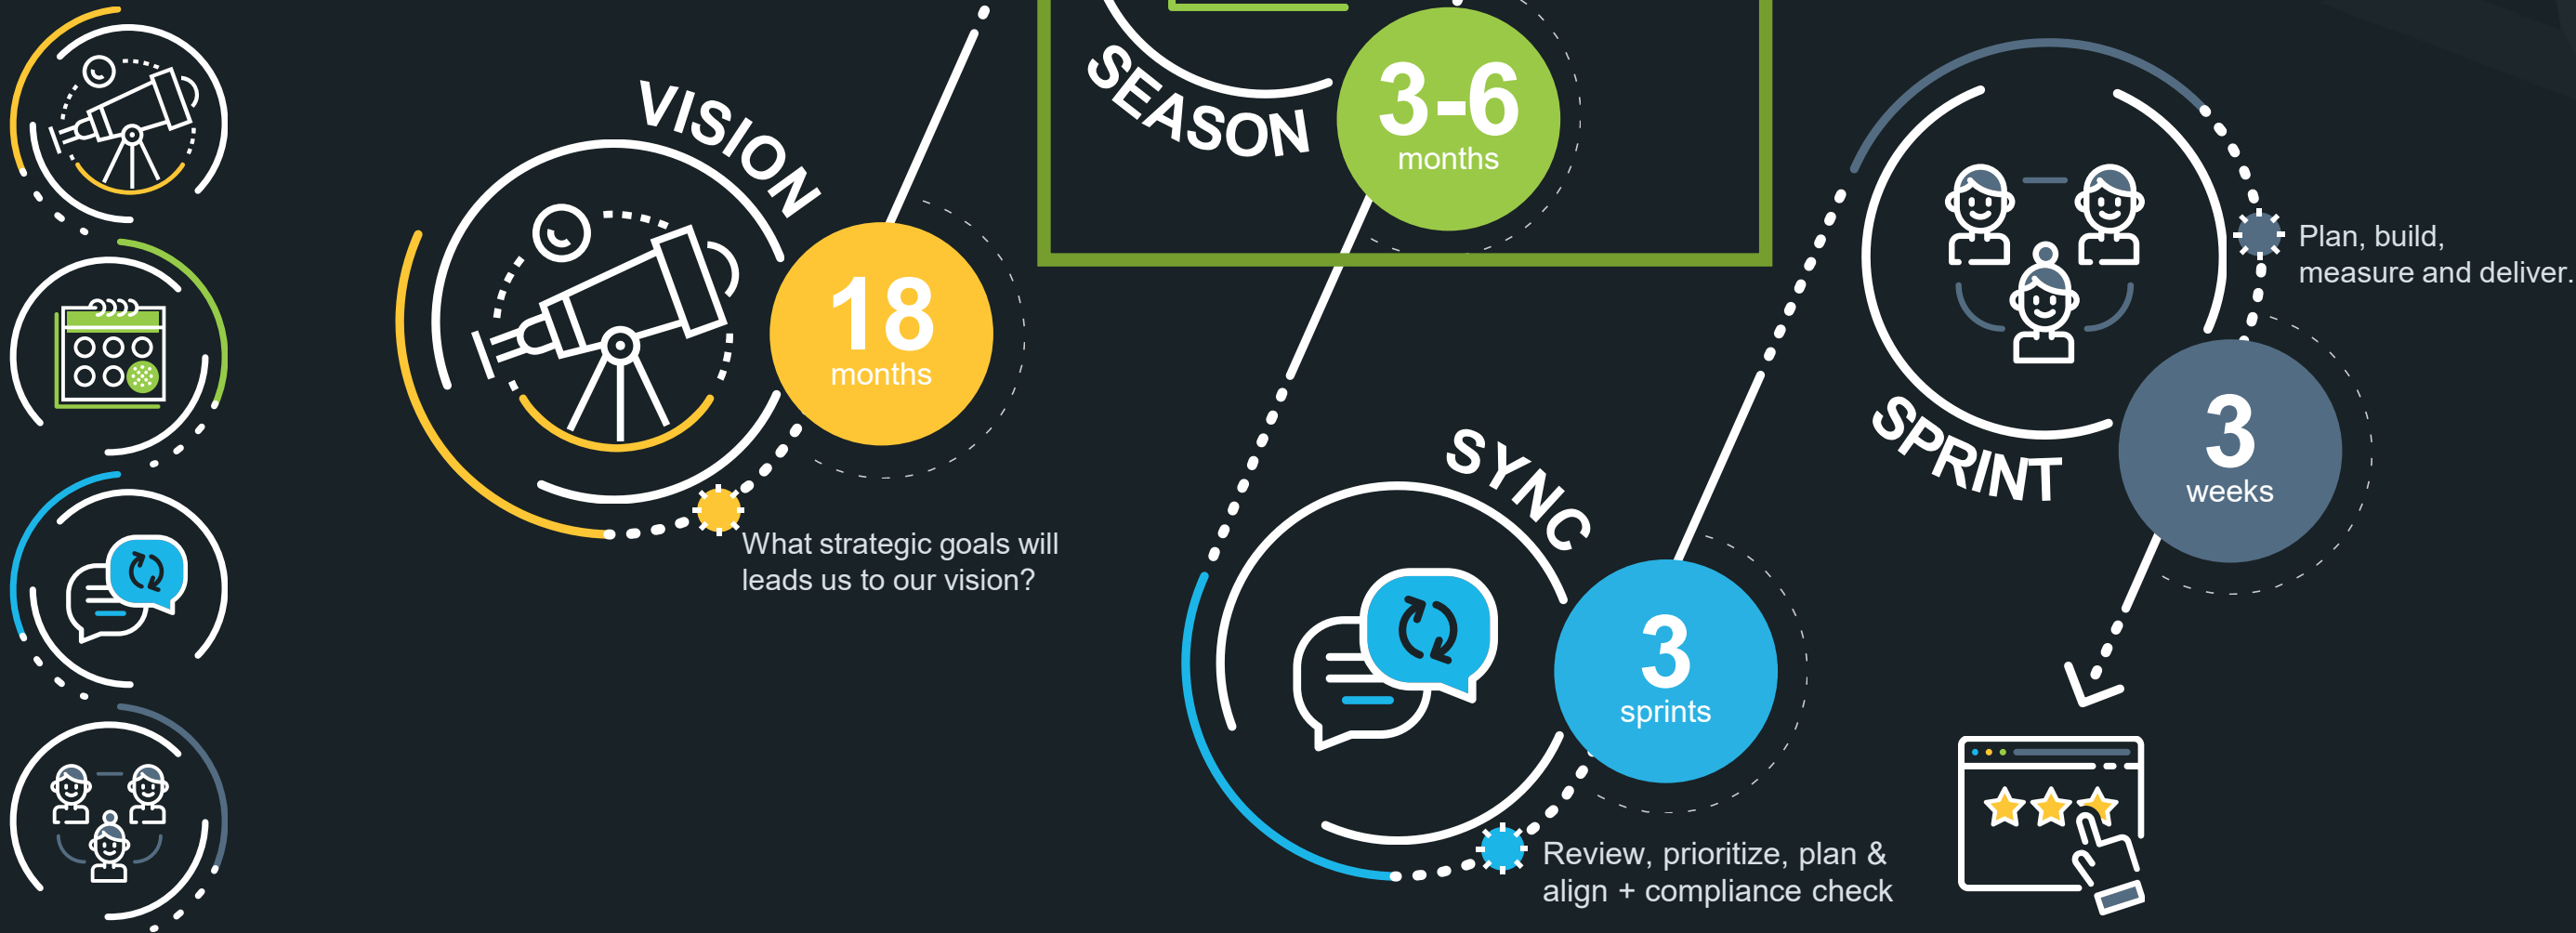 VISION
18
months
What strategic goals will
leads us to our vision?
SEASON
3-6
months
SYNC
3
sprints
Review, prioritize, plan &
align + compliance check
SPRINT
3
weeks
Plan, build,
measure and deliver.